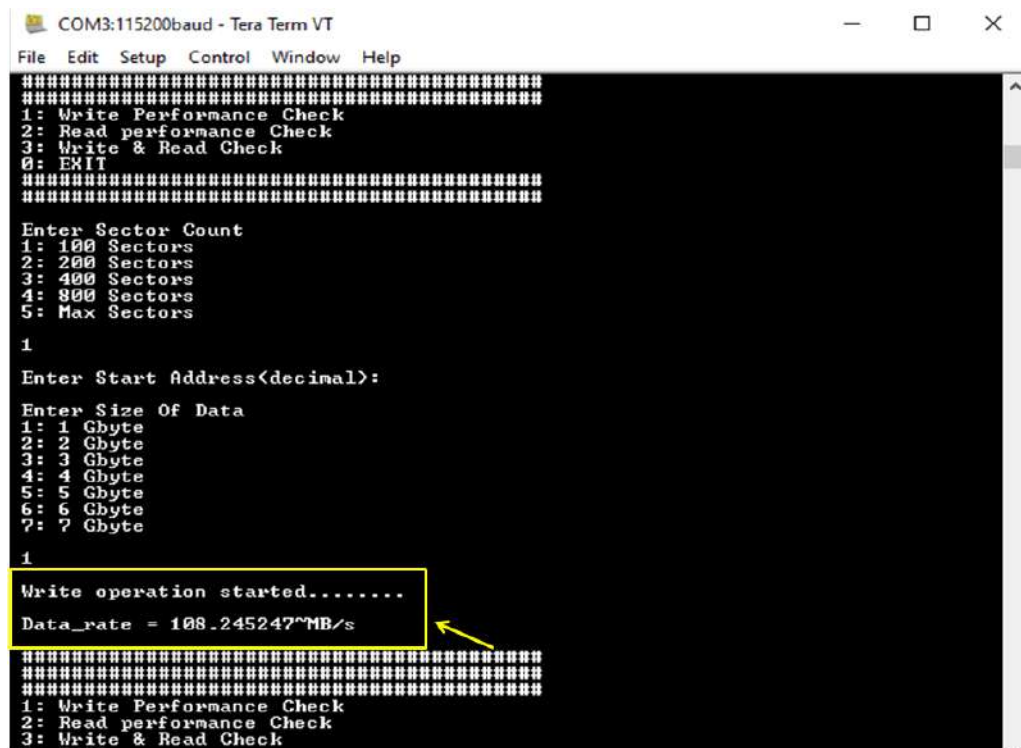 COM3:115200baud - Tera Term VT
File Edit Setup Control Window Help
##########################################
##########################################
1: Write Performance Check
2: Read performance Check
3: Write & Read Check
0: EXIT
##########################################
##########################################
Enter Sector Count
1: 100 Sectors
2: 200 Sectors
3: 400 Sectors
4: 800 Sectors
5: Max Sectors
1
Enter Start Address(decimal):
Enter Size Of Data
1: 1 Gbyte
2: 2 Gbyte
3: 3 Gbyte
4: 4 Gbyte
5: 5 Gbyte
6: 6 Gbyte
7: 7 Gbyte
1
Write operation started........
Data_rate = 108.245247~MB/s
##########################################
##########################################
##########################################
1: Write Performance Check
2: Read performance Check
3: Write & Read Check